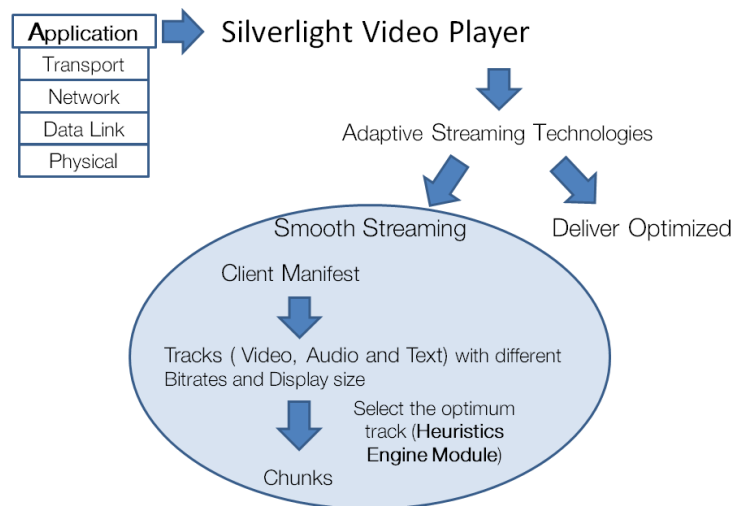 Application
Silverlight Video Player
Transport
Network
Data Link
Physical
Adaptive Streaming Technologies
Smooth Streaming
Deliver Optimized
Client Manifest
Tracks ( Video, Audio and Text) with different
Bitrates and Display size
Select the optimum
track (Heuristics
Engine Module)
Chunks